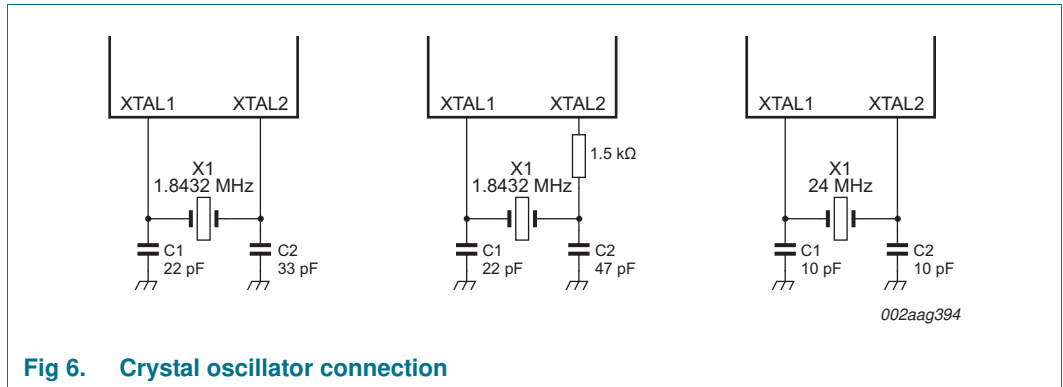 XTAL1 XTAL2
X1
1.8432 MHz
C1
22 pF
C2
33 pF
XTAL1 XTAL2
1.5 kΩ
X1
1.8432 MHz
C1
22 pF
C2
47 pF
XTAL1 XTAL2
X1
24 MHz
C1
10 pF
C2
10 pF
002aag394
Fig 6. Crystal oscillator connection